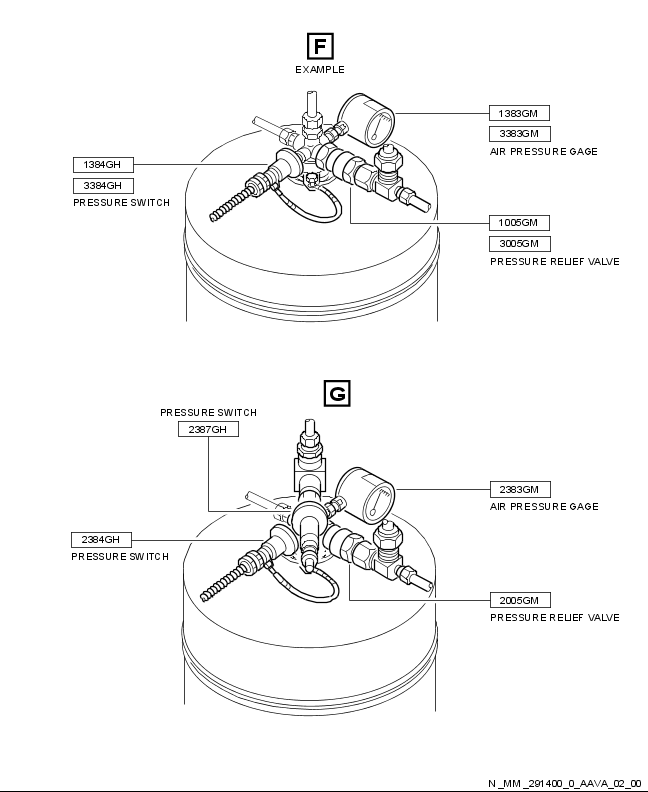 F
EXAMPLE
1383GM
3383GM
AIR PRESSURE GAGE
1384GH
3384GH
PRESSURE SWITCH
1005GM
3005GM
PRESSURE RELIEF VALVE
G
PRESSURE SWITCH
2387GH
2383GM
AIR PRESSURE GAGE
2384GH
PRESSURE SWITCH
2005GM
PRESSURE RELIEF VALVE
N_MM_291400_0_AAVA_02_00